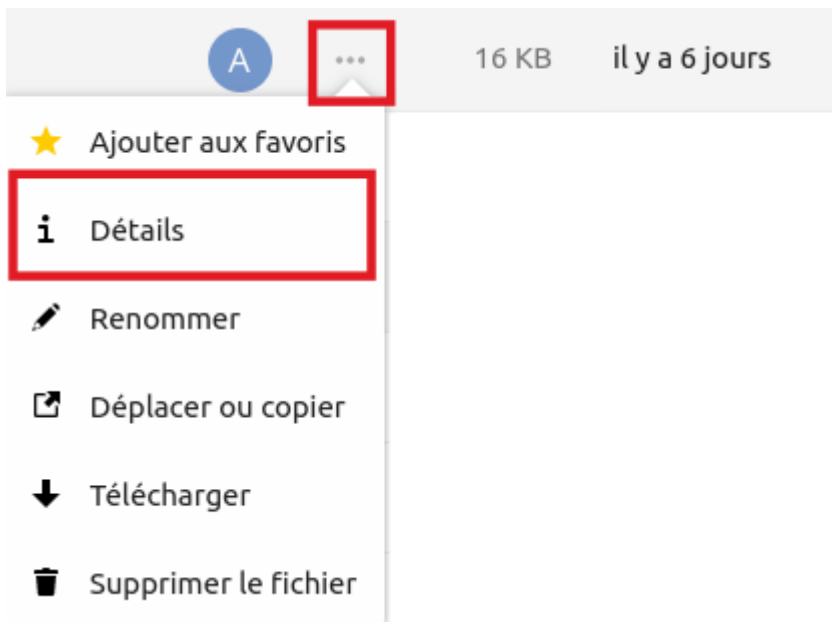 A ... 16 KB il y a 6 jours
Ajouter aux favoris
Détails
Renommer
Déplacer ou copier
Télécharger
Supprimer le fichier